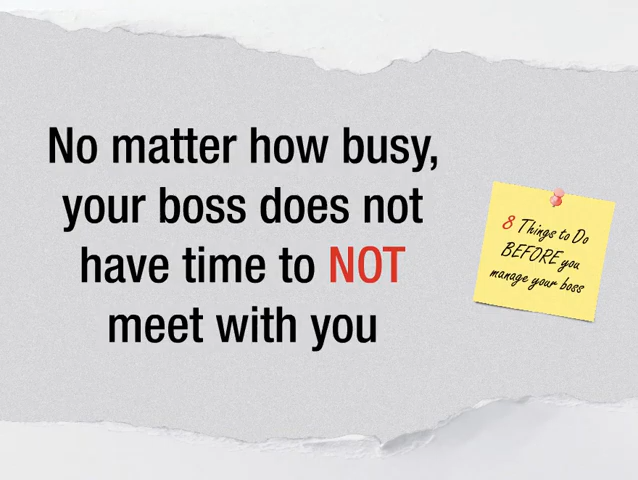 No matter how busy,
your boss does not
have time to NOT
meet with you
8 Things to Do
BEFORE you
manage your boss